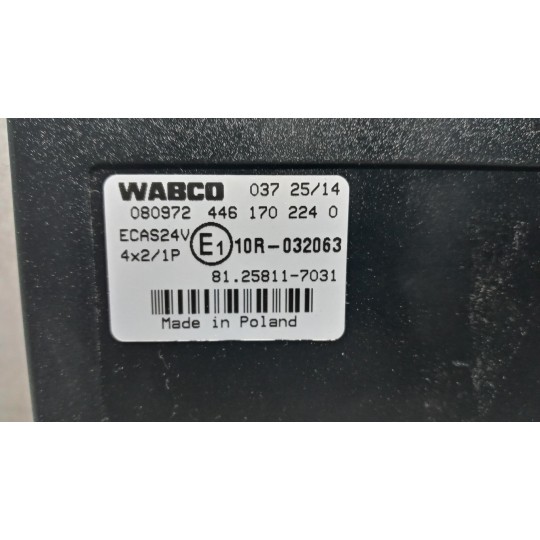 WABCO 037 25/14
080972 446 170 224 0
ECAS24V
4x2/1P E1 10R-032063
81.25811-7031
Made in Poland